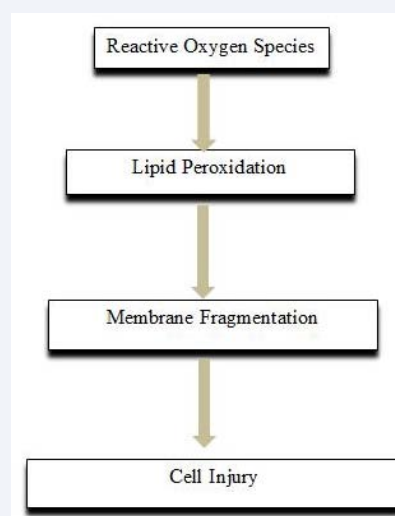 Reactive Oxygen Species
Lipid Peroxidation
Membrane Fragmentation
Cell Injury